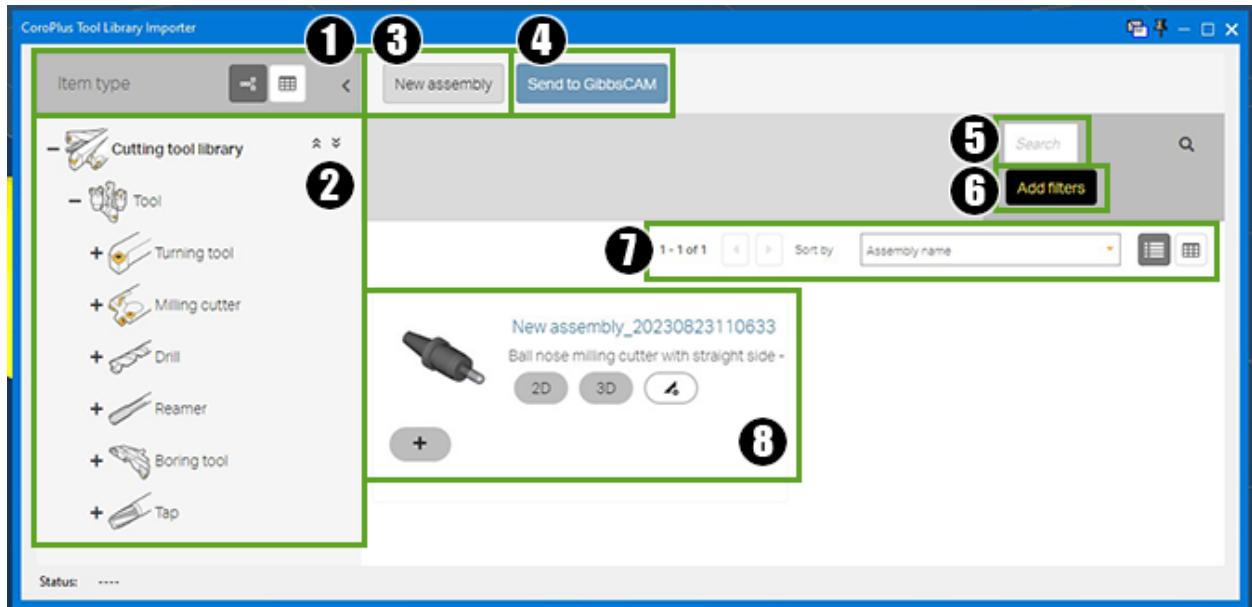 CoroPlus Tool Library Importer
1
3
4
Item type
New assembly
Send to GibbsCAM
Cutting tool library
2
Tool
Turning tool
Milling cutter
Drill
Reamer
Boring tool
Tap
5
Search
6
Add filters
7
1 - 1 of 1
Sort by
Assembly name
New assembly_20230823110633
Ball nose milling cutter with straight side -
2D
3D
+
8
Status: ----